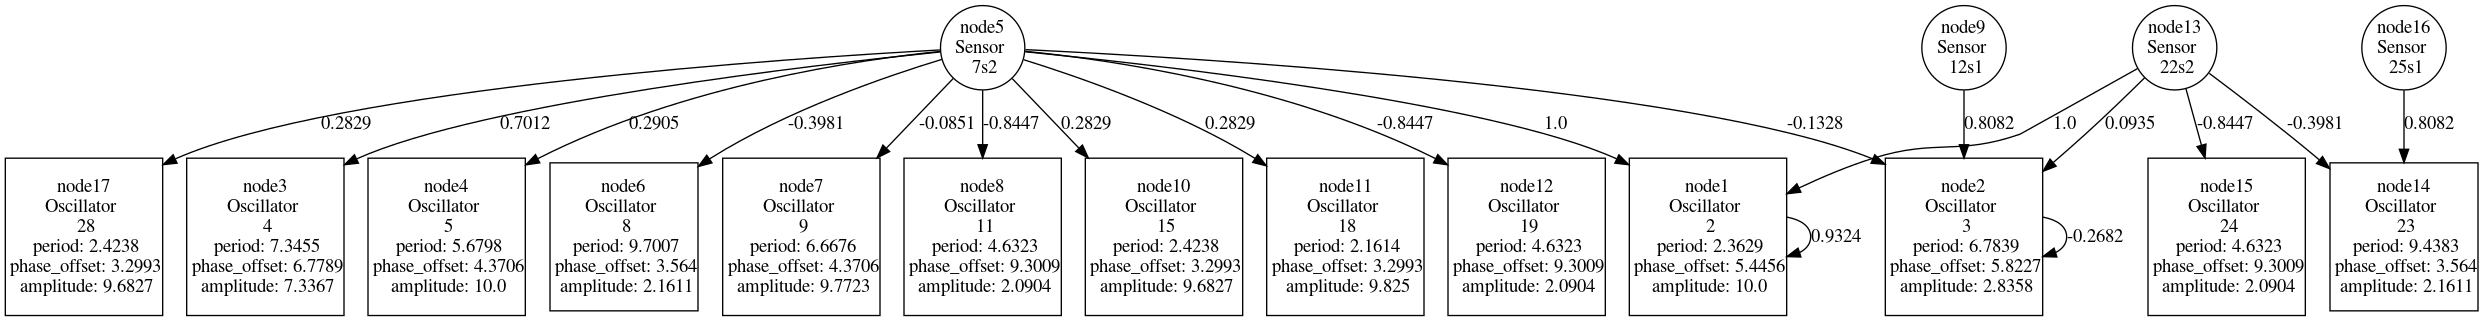 node5
Sensor
7s2
node9
Sensor
12s1
node13
Sensor
22s2
node16
Sensor
25s1
0.2829
0.7012
0.2905
-0.3981
-0.0851
-0.8447
0.2829
0.2829
-0.8447
1.0
-0.1328
0.8082
1.0
0.0935
-0.8447
-0.3981
0.8082
node17
Oscillator
28
period: 2.4238
phase_offset: 3.2993
amplitude: 9.6827
node3
Oscillator
4
period: 7.3455
phase_offset: 6.7789
amplitude: 7.3367
node4
Oscillator
5
period: 5.6798
phase_offset: 4.3706
amplitude: 10.0
node6
Oscillator
8
period: 9.7007
phase_offset: 3.564
amplitude: 2.1611
node7
Oscillator
9
period: 6.6676
phase_offset: 4.3706
amplitude: 9.7723
node8
Oscillator
11
period: 4.6323
phase_offset: 9.3009
amplitude: 2.0904
node10
Oscillator
15
period: 2.4238
phase_offset: 3.2993
amplitude: 9.6827
node11
Oscillator
18
period: 2.1614
phase_offset: 3.2993
amplitude: 9.825
node12
Oscillator
19
period: 4.6323
phase_offset: 9.3009
amplitude: 2.0904
node1
Oscillator
2
period: 2.3629
phase_offset: 5.4456
amplitude: 10.0
0.9324
node2
Oscillator
3
period: 6.7839
phase_offset: 5.8227
amplitude: 2.8358
-0.2682
node15
Oscillator
24
period: 4.6323
phase_offset: 9.3009
amplitude: 2.0904
node14
Oscillator
23
period: 9.4383
phase_offset: 3.564
amplitude: 2.1611